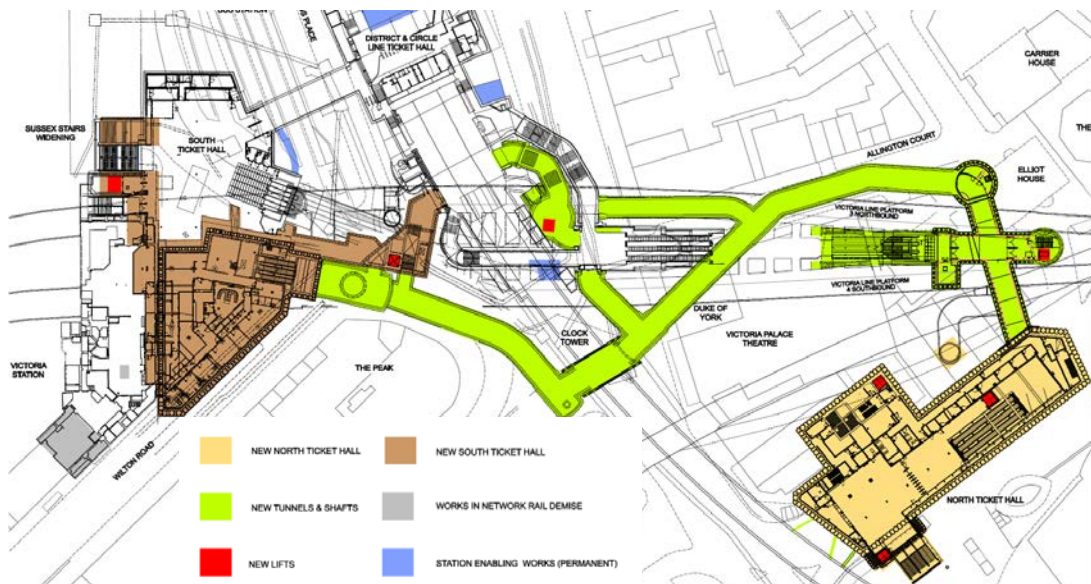 DISTRICT & CIRCLE
LINE TICKET HALL
CARRIER
HOUSE
SUSSEX STAIRS
WIDENING
SOUTH
TICKET HALL
ALLINGTON COURT
ELLIOT
HOUSE
VICTORIA LINE PLATFORM
3 NORTHBOUND
VICTORIA LINE PLATFORM
4 SOUTHBOUND
DUKE OF
YORK
CLOCK
TOWER
VICTORIA PALACE
THEATRE
VICTORIA
STATION
THE PEAK
WILTON ROAD
NORTH TICKET HALL
NEW NORTH TICKET HALL
NEW SOUTH TICKET HALL
NEW TUNNELS & SHAFTS
WORKS IN NETWORK RAIL DEMISE
NEW LIFTS
STATION ENABLING WORKS (PERMANENT)